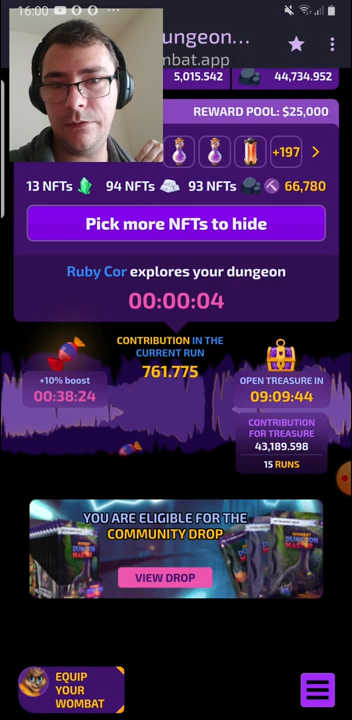 16:00
ungeon...
mbat.app
5,015.542
44,734.952
REWARD POOL: $25,000
+197
13 NFTs
94 NFTs
93 NFTs
66,780
Pick more NFTs to hide
Ruby Cor explores your dungeon
00:00:04
CONTRIBUTION IN THE
CURRENT RUN
761.775
+10% boost
00:38:24
OPEN TREASURE IN
09:09:44
CONTRIBUTION
FOR TREASURE
43,189.598
15 RUNS
YOU ARE ELIGIBLE FOR THE
COMMUNITY DROP
VIEW DROP
EQUIP
YOUR
WOMBAT